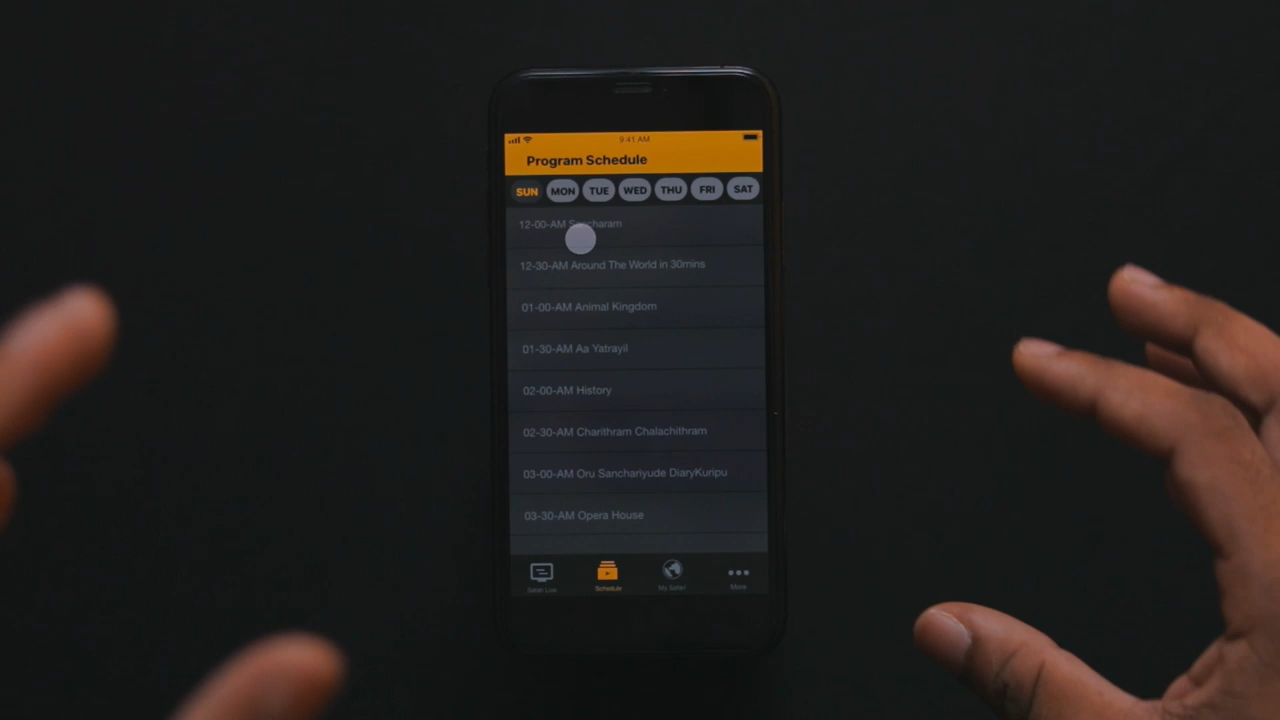 9:41 AM
Program Schedule
SUN MON TUE WED THU FRI SAT
12-00-AM Sancharam
12-30-AM Around The World in 30mins
01-00-AM Animal Kingdom
01-30-AM Aa Yatrayil
02-00-AM History
02-30-AM Charithram Chalachithram
03-00-AM Oru Sanchariyude DiaryKuripu
03-30-AM Opera House
Safari Live Schedule My Safari More